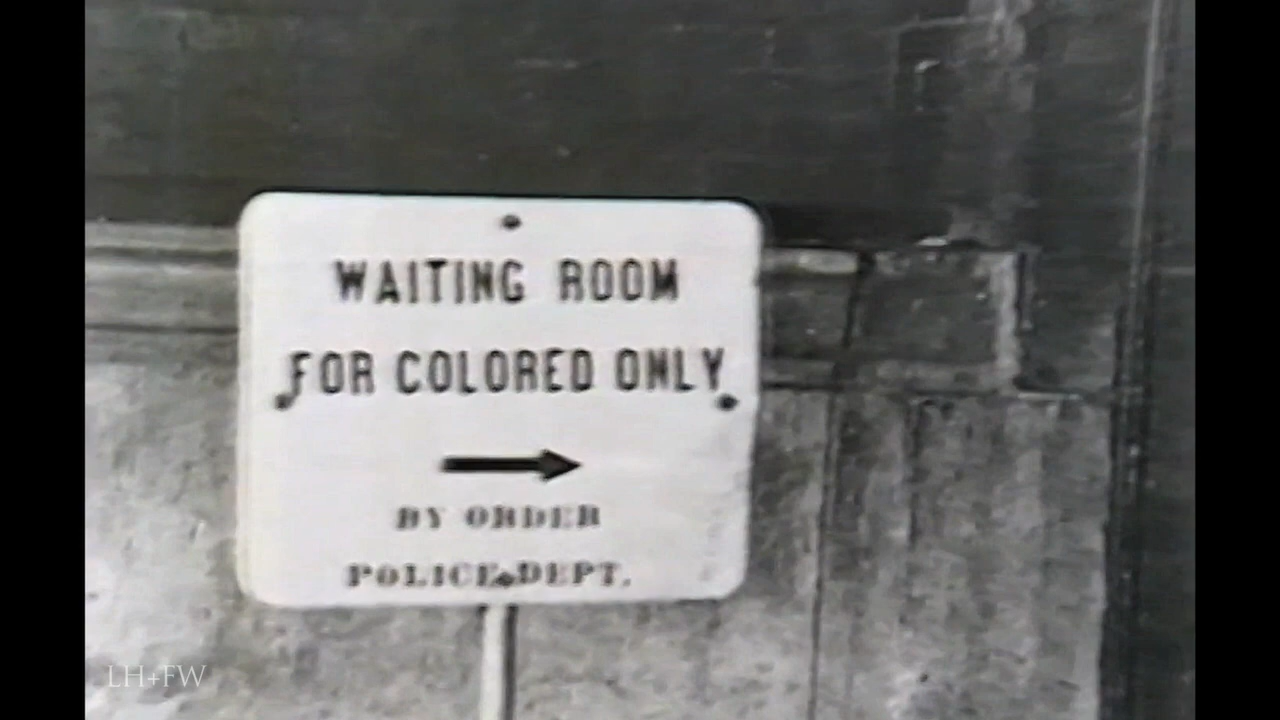 WAITING ROOM
FOR COLORED ONLY
BY ORDER
POLICE DEPT.
LH+FW